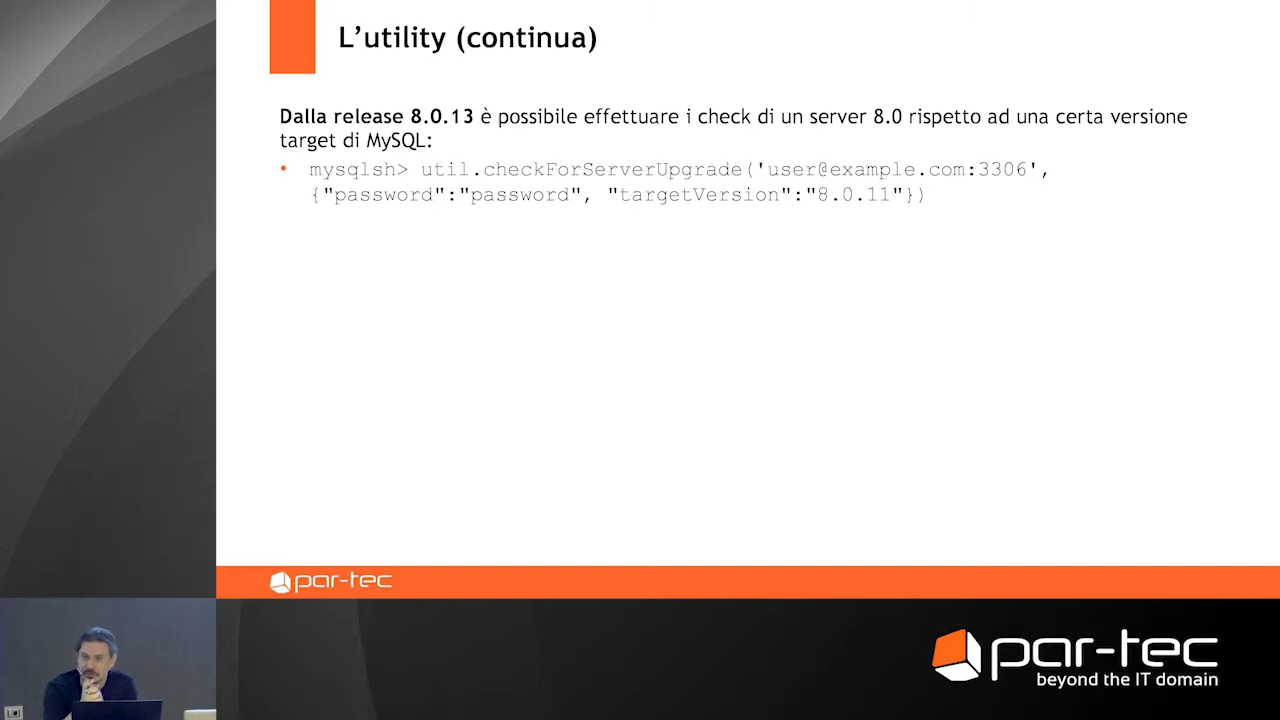 L’utility (continua)
Dalla release 8.0.13 è possibile effettuare i check di un server 8.0 rispetto ad una certa versione
target di MySQL:
• mysqlsh> util.checkForServerUpgrade('user@example.com:3306',
{"password":"password", "targetVersion":"8.0.11"})
par-tec
par-tec
beyond the IT domain